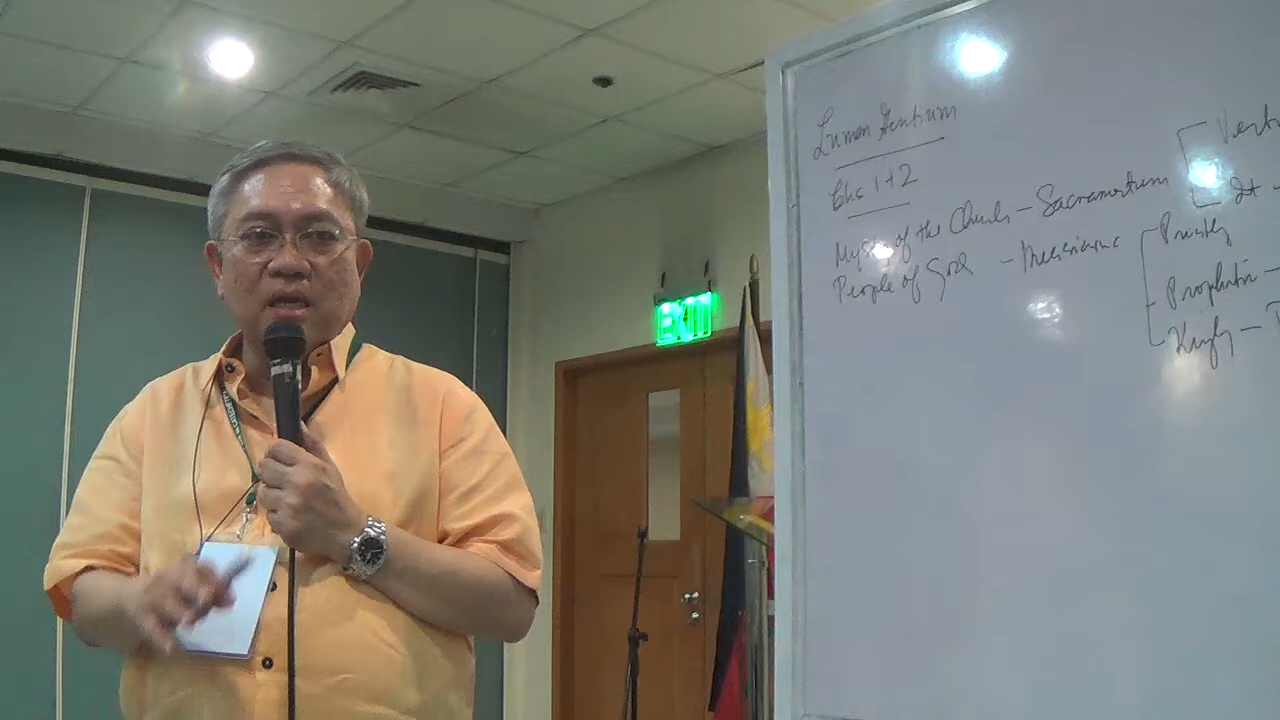 Lumen Gentium
Chs 1+2
Mystery of the Church - Sacramentum
People of God - Messianic
Priestly
Prophetic -
Kingly -
EXIT